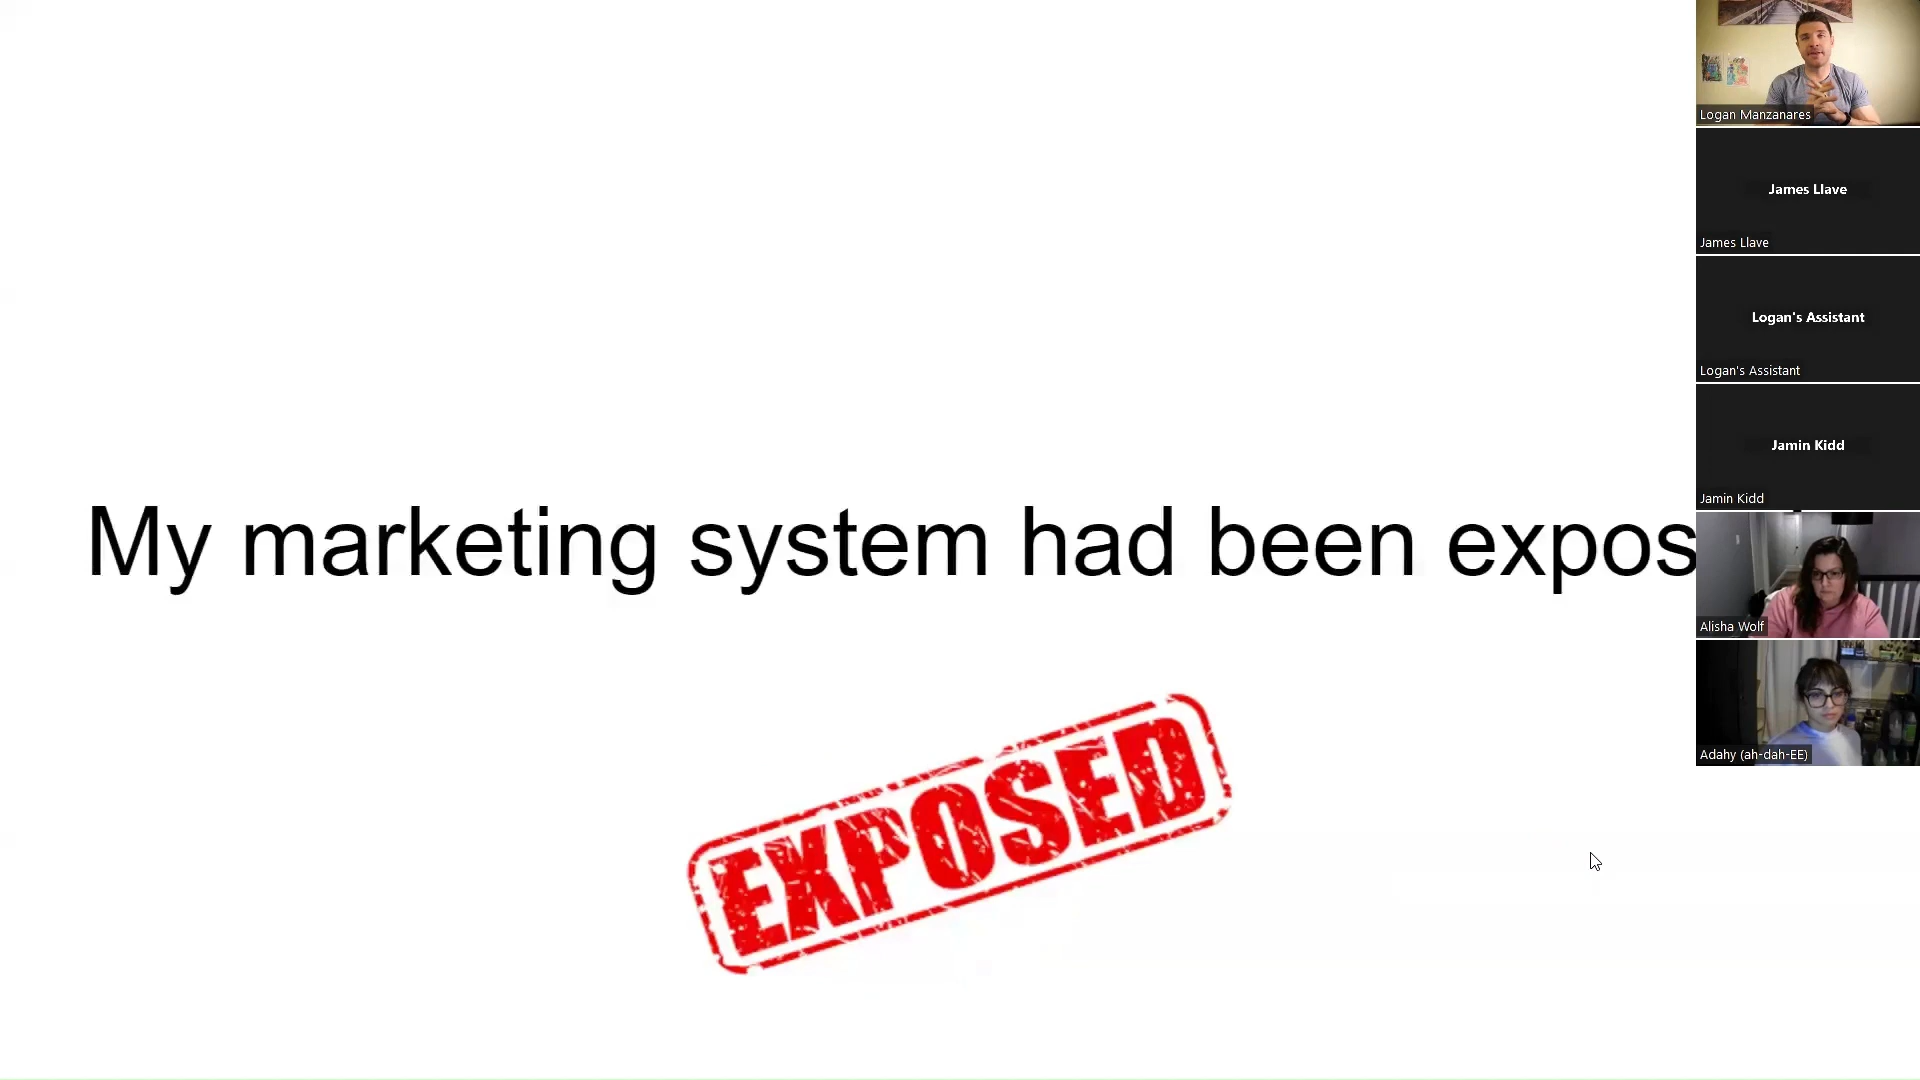 My marketing system had been expos
EXPOSED
Logan Manzanares
James Llave
James Llave
Logan's Assistant
Logan's Assistant
Jamin Kidd
Jamin Kidd
Alisha Wolf
Adahy (ah-dah-EE)